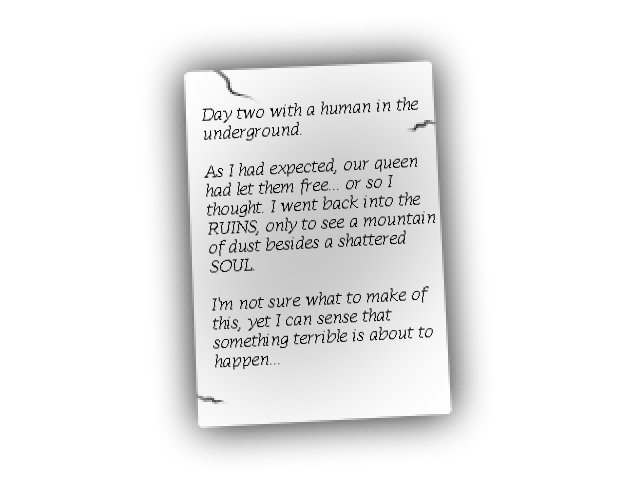 Day two with a human in the
underground.
As I had expected, our queen
had let them free... or so I
thought. I went back into the
RUINS, only to see a mountain
of dust besides a shattered
SOUL.
I'm not sure what to make of
this, yet I can sense that
something terrible is about to
happen...